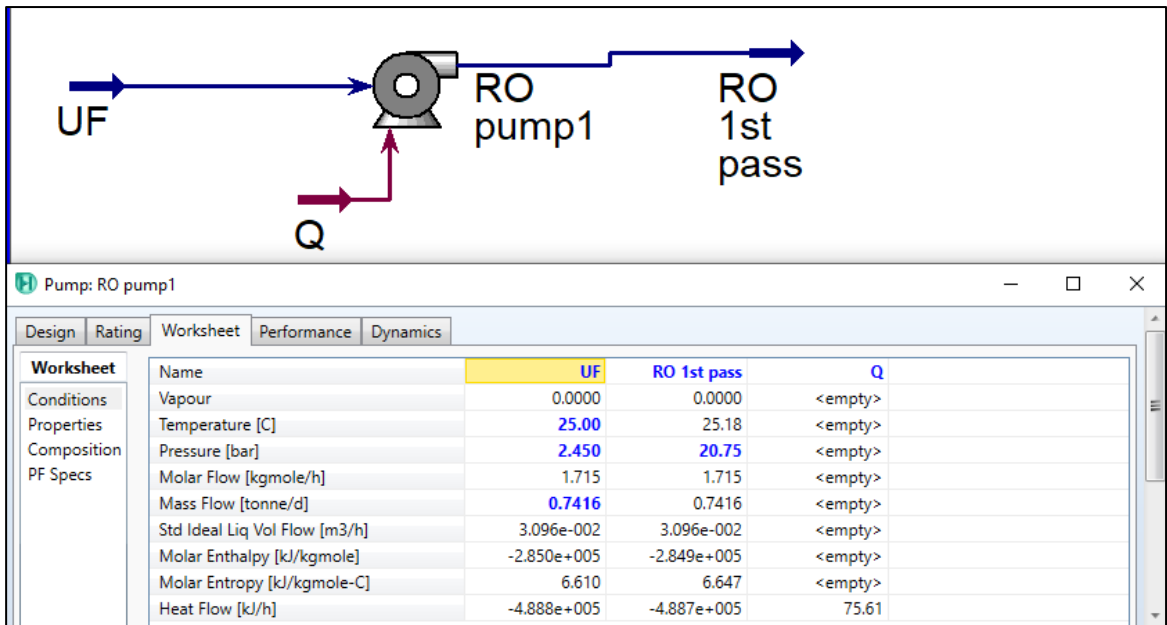 UF
RO
pump1
RO
1st
pass
Q
Pump: RO pump1
Design Rating Worksheet Performance Dynamics
Worksheet
Conditions
Properties
Composition
PF Specs
Name UF RO 1st pass Q
Vapour 0.0000 0.0000 <empty>
Temperature [C] 25.00 25.18 <empty>
Pressure [bar] 2.450 20.75 <empty>
Molar Flow [kgmole/h] 1.715 1.715 <empty>
Mass Flow [tonne/d] 0.7416 0.7416 <empty>
Std Ideal Liq Vol Flow [m3/h] 3.096e-002 3.096e-002 <empty>
Molar Enthalpy [kJ/kgmole] -2.850e+005 -2.849e+005 <empty>
Molar Entropy [kJ/kgmole-C] 6.610 6.647 <empty>
Heat Flow [kJ/h] -4.888e+005 -4.887e+005 75.61